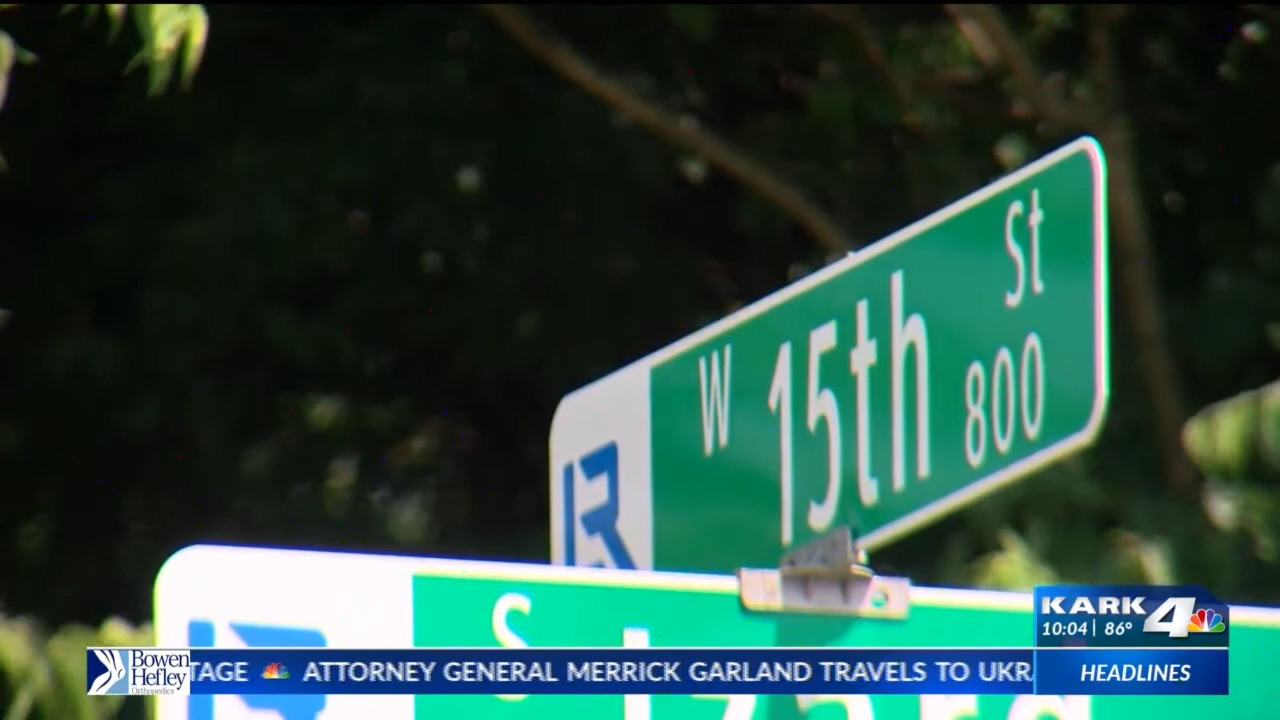 St
W 15th
800
S
KARK 4
10:04 | 86°
Bowen
Hefley
Orthopedics
TAGE ATTORNEY GENERAL MERRICK GARLAND TRAVELS TO UKR
HEADLINES